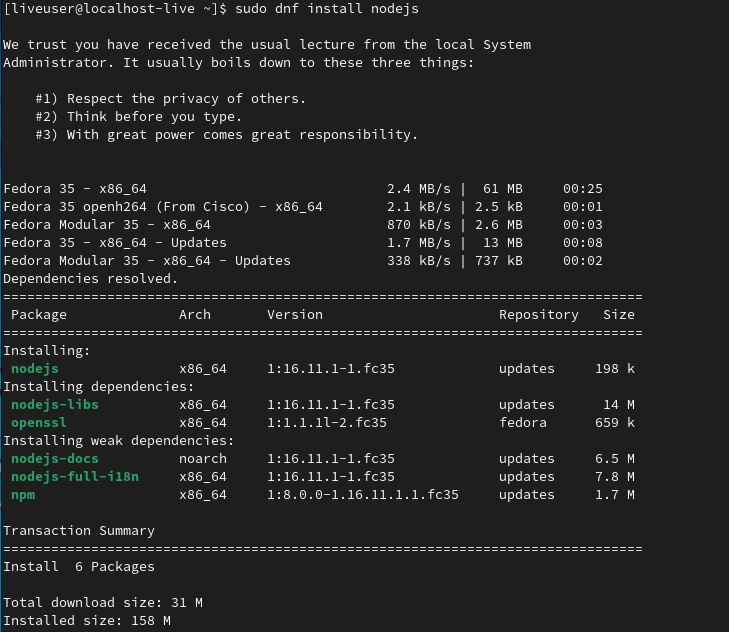 [liveuser@localhost-live ~]$ sudo dnf install nodejs
We trust you have received the usual lecture from the local System
Administrator. It usually boils down to these three things:
#1) Respect the privacy of others.
#2) Think before you type.
#3) With great power comes great responsibility.
Fedora 35 - x86_64 2.4 MB/s | 61 MB 00:25
Fedora 35 openh264 (From Cisco) - x86_64 2.1 kB/s | 2.5 kB 00:01
Fedora Modular 35 - x86_64 870 kB/s | 2.6 MB 00:03
Fedora 35 - x86_64 - Updates 1.7 MB/s | 13 MB 00:08
Fedora Modular 35 - x86_64 - Updates 338 kB/s | 737 kB 00:02
Dependencies resolved.
================================================================================
Package Arch Version Repository Size
================================================================================
Installing:
nodejs x86_64 1:16.11.1-1.fc35 updates 198 k
Installing dependencies:
nodejs-libs x86_64 1:16.11.1-1.fc35 updates 14 M
openssl x86_64 1:1.1.1l-2.fc35 fedora 659 k
Installing weak dependencies:
nodejs-docs noarch 1:16.11.1-1.fc35 updates 6.5 M
nodejs-full-i18n x86_64 1:16.11.1-1.fc35 updates 7.8 M
npm x86_64 1:8.0.0-1.16.11.1.1.fc35 updates 1.7 M
Transaction Summary
================================================================================
Install 6 Packages
Total download size: 31 M
Installed size: 158 M